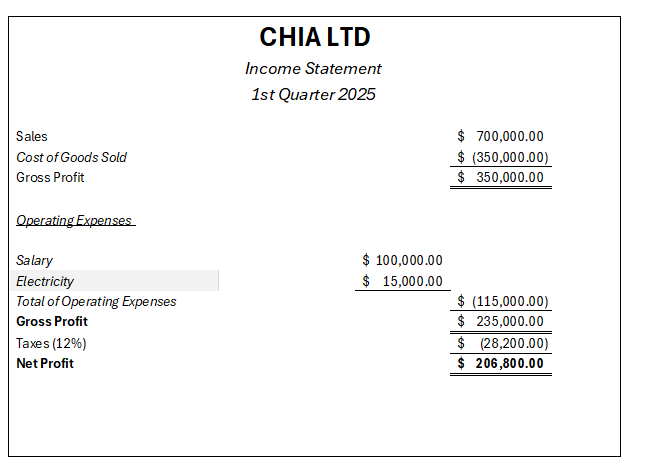 CHIA LTD
Income Statement
1st Quarter 2025
Sales $ 700,000.00
Cost of Goods Sold $ (350,000.00)
Gross Profit $ 350,000.00
Operating Expenses
Salary $ 100,000.00
Electricity $ 15,000.00
Total of Operating Expenses $ (115,000.00)
Gross Profit $ 235,000.00
Taxes (12%) $ (28,200.00)
Net Profit $ 206,800.00